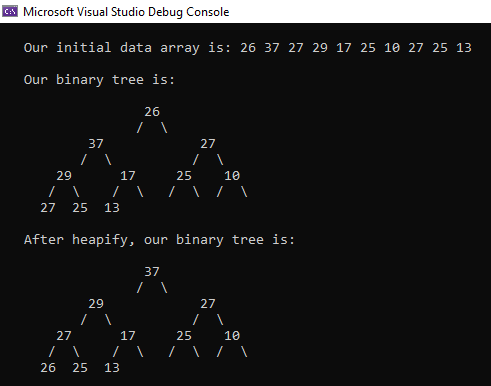 Microsoft Visual Studio Debug Console
Our initial data array is: 26 37 27 29 17 25 10 27 25 13
Our binary tree is:
26
/ \
37 27
/ \ / \
29 17 25 10
/ \ / \ / \ / \
27 25 13
After heapify, our binary tree is:
37
/ \
29 27
/ \ / \
27 17 25 10
/ \ / \ / \ / \
26 25 13